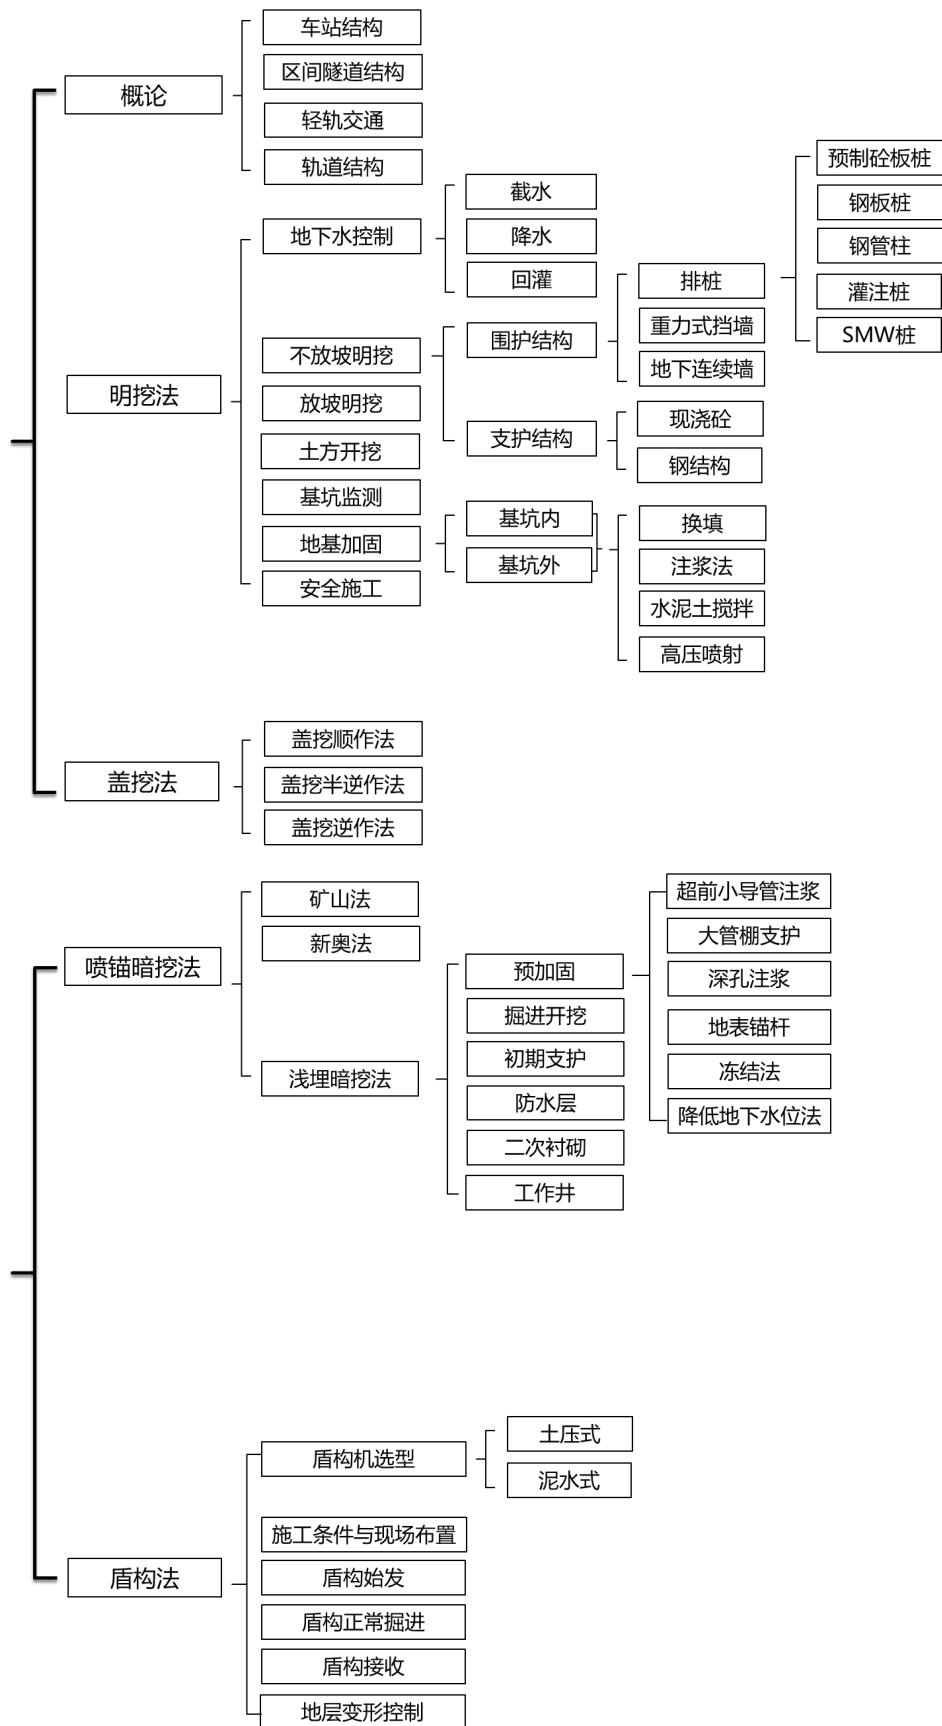 概论
车站结构
区间隧道结构
轻轨交通
轨道结构
明挖法
地下水控制
截水
降水
回灌
不放坡明挖
围护结构
排桩
预制砼板桩
钢板桩
钢管柱
灌注桩
SMW桩
重力式挡墙
地下连续墙
支护结构
现浇砼
钢结构
放坡明挖
土方开挖
基坑监测
地基加固
基坑内
基坑外
换填
注浆法
水泥土搅拌
高压喷射
安全施工
盖挖法
盖挖顺作法
盖挖半逆作法
盖挖逆作法
喷锚暗挖法
矿山法
新奥法
浅埋暗挖法
预加固
超前小导管注浆
大管棚支护
深孔注浆
地表锚杆
冻结法
降低地下水位法
掘进开挖
初期支护
防水层
二次衬砌
工作井
盾构法
盾构机选型
土压式
泥水式
施工条件与现场布置
盾构始发
盾构正常掘进
盾构接收
地层变形控制